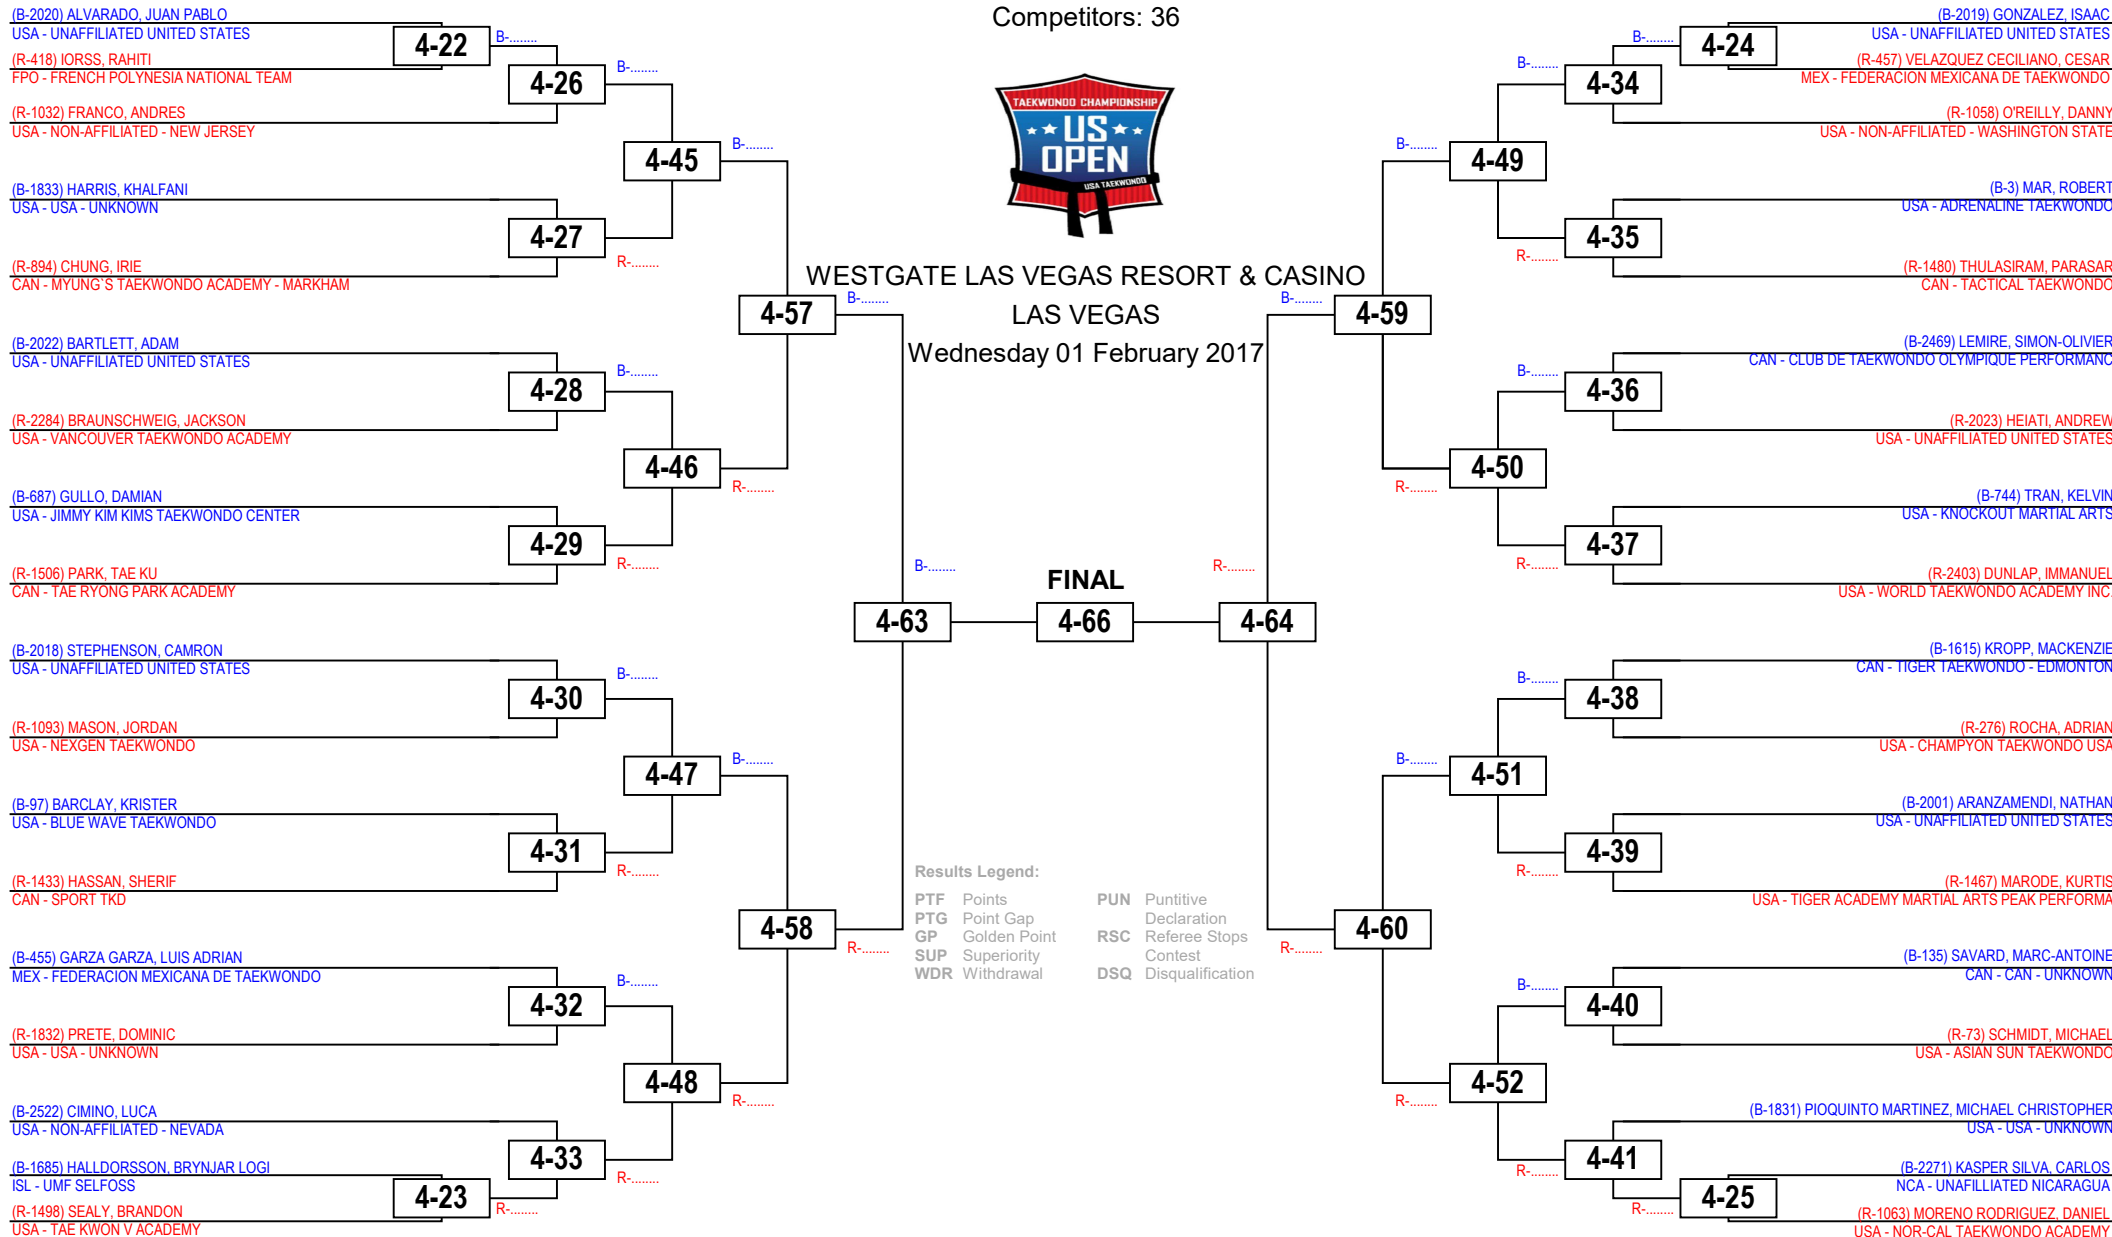 Competitors: 36
TAEKWONDO CHAMPIONSHIP
US
OPEN
USA TAEKWONDO
WESTGATE LAS VEGAS RESORT & CASINO
LAS VEGAS
Wednesday 01 February 2017
(B-2020) ALVARADO, JUAN PABLO
USA - UNAFFILIATED UNITED STATES
4-22
B-........
(R-418) IORSS, RAHITI
FPO - FRENCH POLYNESIA NATIONAL TEAM
4-26
B-........
(R-1032) FRANCO, ANDRES
USA - NON-AFFILIATED - NEW JERSEY
4-45
B-........
(B-1833) HARRIS, KHALFANI
USA - USA - UNKNOWN
4-27
R-........
(R-894) CHUNG, IRIE
CAN - MYUNG`S TAEKWONDO ACADEMY - MARKHAM
4-57
B-........
(B-2022) BARTLETT, ADAM
USA - UNAFFILIATED UNITED STATES
4-28
B-........
(R-2284) BRAUNSCHWEIG, JACKSON
USA - VANCOUVER TAEKWONDO ACADEMY
4-46
R-........
(B-687) GULLO, DAMIAN
USA - JIMMY KIM KIMS TAEKWONDO CENTER
4-29
R-........
(R-1506) PARK, TAE KU
CAN - TAE RYONG PARK ACADEMY
B-........
4-63
FINAL
4-66
R-........
4-64
(B-2018) STEPHENSON, CAMRON
USA - UNAFFILIATED UNITED STATES
4-30
B-........
(R-1093) MASON, JORDAN
USA - NEXGEN TAEKWONDO
4-47
B-........
(B-97) BARCLAY, KRISTER
USA - BLUE WAVE TAEKWONDO
4-31
R-........
(R-1433) HASSAN, SHERIF
CAN - SPORT TKD
4-58
R-........
(B-455) GARZA GARZA, LUIS ADRIAN
MEX - FEDERACION MEXICANA DE TAEKWONDO
4-32
B-........
(R-1832) PRETE, DOMINIC
USA - USA - UNKNOWN
4-48
R-........
(B-2522) CIMINO, LUCA
USA - NON-AFFILIATED - NEVADA
4-33
R-........
(B-1685) HALLDORSSON, BRYNJAR LOGI
ISL - UMF SELFOSS
4-23
R-........
(R-1498) SEALY, BRANDON
USA - TAE KWON V ACADEMY
Results Legend:
PTF Points
PTG Point Gap
GP Golden Point
SUP Superiority
WDR Withdrawal
PUN Puntitive
Declaration
RSC Referee Stops
Contest
DSQ Disqualification
(B-2019) GONZALEZ, ISAAC
USA - UNAFFILIATED UNITED STATES
B-........
4-24
(R-457) VELAZQUEZ CECILIANO, CESAR
MEX - FEDERACION MEXICANA DE TAEKWONDO
B-........
4-34
(R-1058) O'REILLY, DANNY
USA - NON-AFFILIATED - WASHINGTON STATE
B-........
4-49
(B-3) MAR, ROBERT
USA - ADRENALINE TAEKWONDO
R-........
4-35
(R-1480) THULASIRAM, PARASAR
CAN - TACTICAL TAEKWONDO
B-........
4-59
(B-2469) LEMIRE, SIMON-OLIVIER
CAN - CLUB DE TAEKWONDO OLYMPIQUE PERFORMANC
B-........
4-36
(R-2023) HEIATI, ANDREW
USA - UNAFFILIATED UNITED STATES
R-........
4-50
(B-744) TRAN, KELVIN
USA - KNOCKOUT MARTIAL ARTS
R-........
4-37
(R-2403) DUNLAP, IMMANUEL
USA - WORLD TAEKWONDO ACADEMY INC.
(B-1615) KROPP, MACKENZIE
CAN - TIGER TAEKWONDO - EDMONTON
B-........
4-38
(R-276) ROCHA, ADRIAN
USA - CHAMPYON TAEKWONDO USA
B-........
4-51
(B-2001) ARANZAMENDI, NATHAN
USA - UNAFFILIATED UNITED STATES
R-........
4-39
(R-1467) MARODE, KURTIS
USA - TIGER ACADEMY MARTIAL ARTS PEAK PERFORMA
R-........
4-60
(B-135) SAVARD, MARC-ANTOINE
CAN - CAN - UNKNOWN
B-........
4-40
(R-73) SCHMIDT, MICHAEL
USA - ASIAN SUN TAEKWONDO
R-........
4-52
(B-1831) PIOQUINTO MARTINEZ, MICHAEL CHRISTOPHER
USA - USA - UNKNOWN
R-........
4-41
(B-2271) KASPER SILVA, CARLOS
NCA - UNAFILLIATED NICARAGUA
R-........
4-25
(R-1063) MORENO RODRIGUEZ, DANIEL
USA - NOR-CAL TAEKWONDO ACADEMY